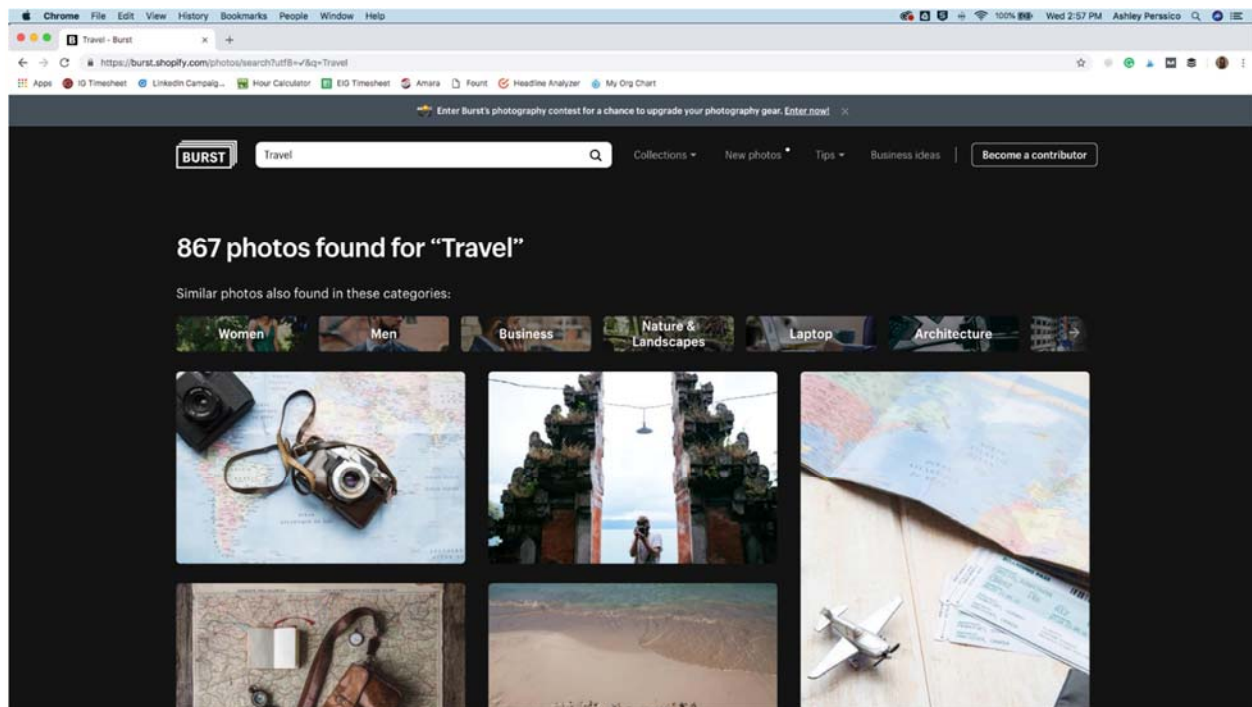 Chrome File Edit View History Bookmarks People Window Help 100% Wed 2:57 PM Ashley Perssico
Travel - Burst
https://burst.shopify.com/photos/search?utf8=✓&q=Travel
Apps IG Timesheet LinkedIn Campaig... Hour Calculator EIG Timesheet Amara Fount Headline Analyzer My Org Chart
Enter Burst's photography contest for a chance to upgrade your photography gear. Enter now!
BURST Travel Collections New photos Tips Business ideas Become a contributor
867 photos found for “Travel”
Similar photos also found in these categories:
Women Men Business Nature & Landscapes Laptop Architecture
BOARDING PASS